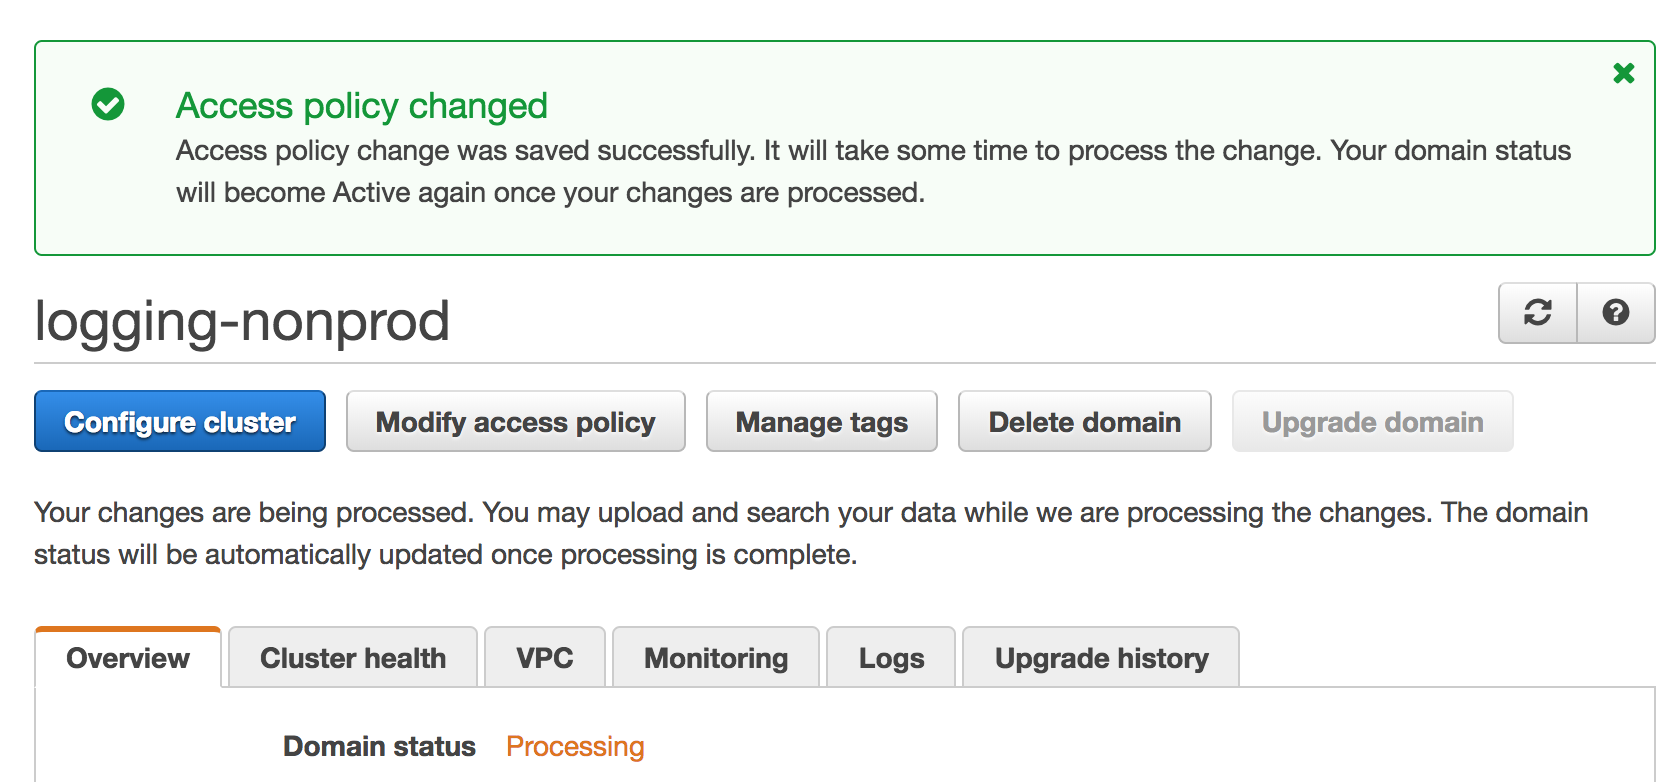 Access policy changed
Access policy change was saved successfully. It will take some time to process the change. Your domain status
will become Active again once your changes are processed.
logging-nonprod
Configure cluster Modify access policy Manage tags Delete domain Upgrade domain
Your changes are being processed. You may upload and search your data while we are processing the changes. The domain
status will be automatically updated once processing is complete.
Overview Cluster health VPC Monitoring Logs Upgrade history
Domain status Processing